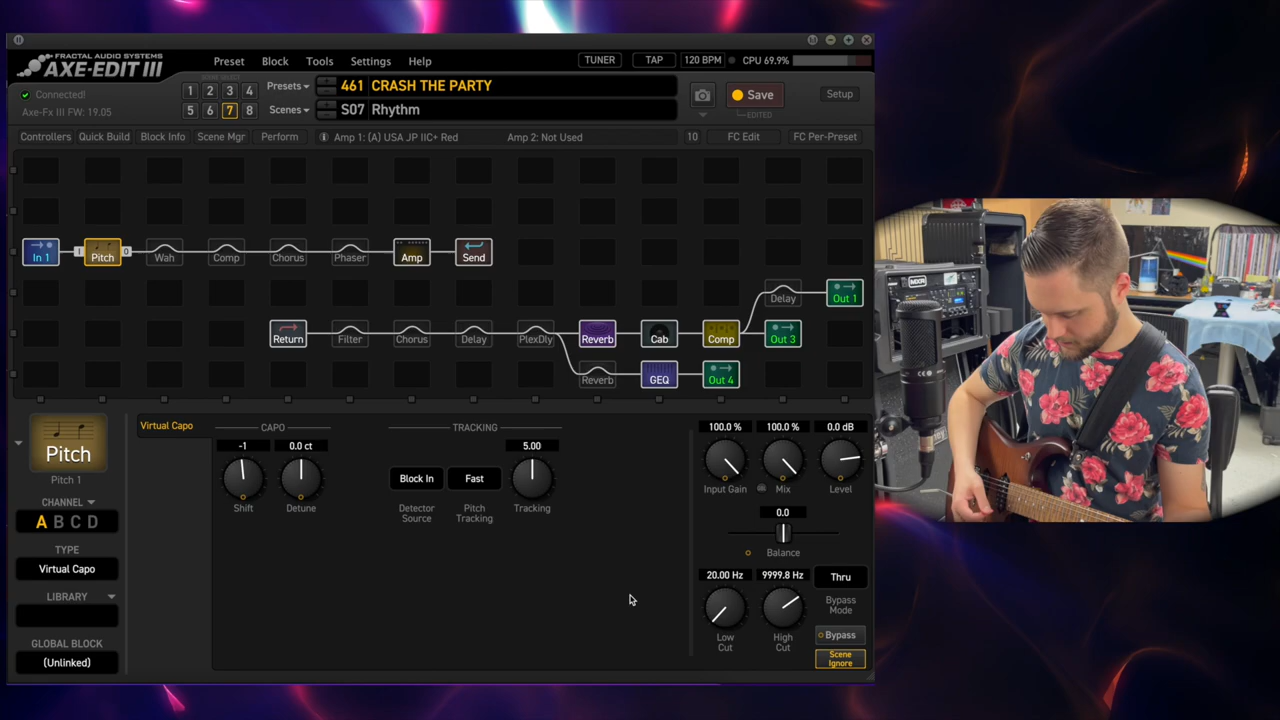 FRACTAL AUDIO SYSTEMS
AXE-EDIT III
Preset Block Tools Settings Help
TUNER TAP 120 BPM CPU 69.9%
Connected!
Axe-Fx III FW: 19.05
SCENE SELECT
1 2 3 4
5 6 7 8
Presets 461 CRASH THE PARTY
Scenes S07 Rhythm
Save
EDITED
Setup
Controllers Quick Build Block Info Scene Mgr Perform
Amp 1: (A) USA JP IIC+ Red Amp 2: Not Used
10 FC Edit FC Per-Preset
In 1 I Pitch O Wah Comp Chorus Phaser Amp Send
Delay Out 1
Return Filter Chorus Delay PlexDly Reverb Cab Comp Out 3
Reverb GEQ Out 4
Pitch
Pitch 1
CHANNEL
A B C D
TYPE
Virtual Capo
LIBRARY
GLOBAL BLOCK
(Unlinked)
Virtual Capo
CAPO
-1 0.0 ct
Shift Detune
TRACKING
5.00
Block In Fast
Detector Source
Pitch Tracking
Tracking
100.0 % 100.0 % 0.0 dB
Input Gain Mix Level
0.0
Balance
20.00 Hz 9999.8 Hz Thru
Low Cut
High Cut
Bypass Mode
Bypass
Scene Ignore
MXR